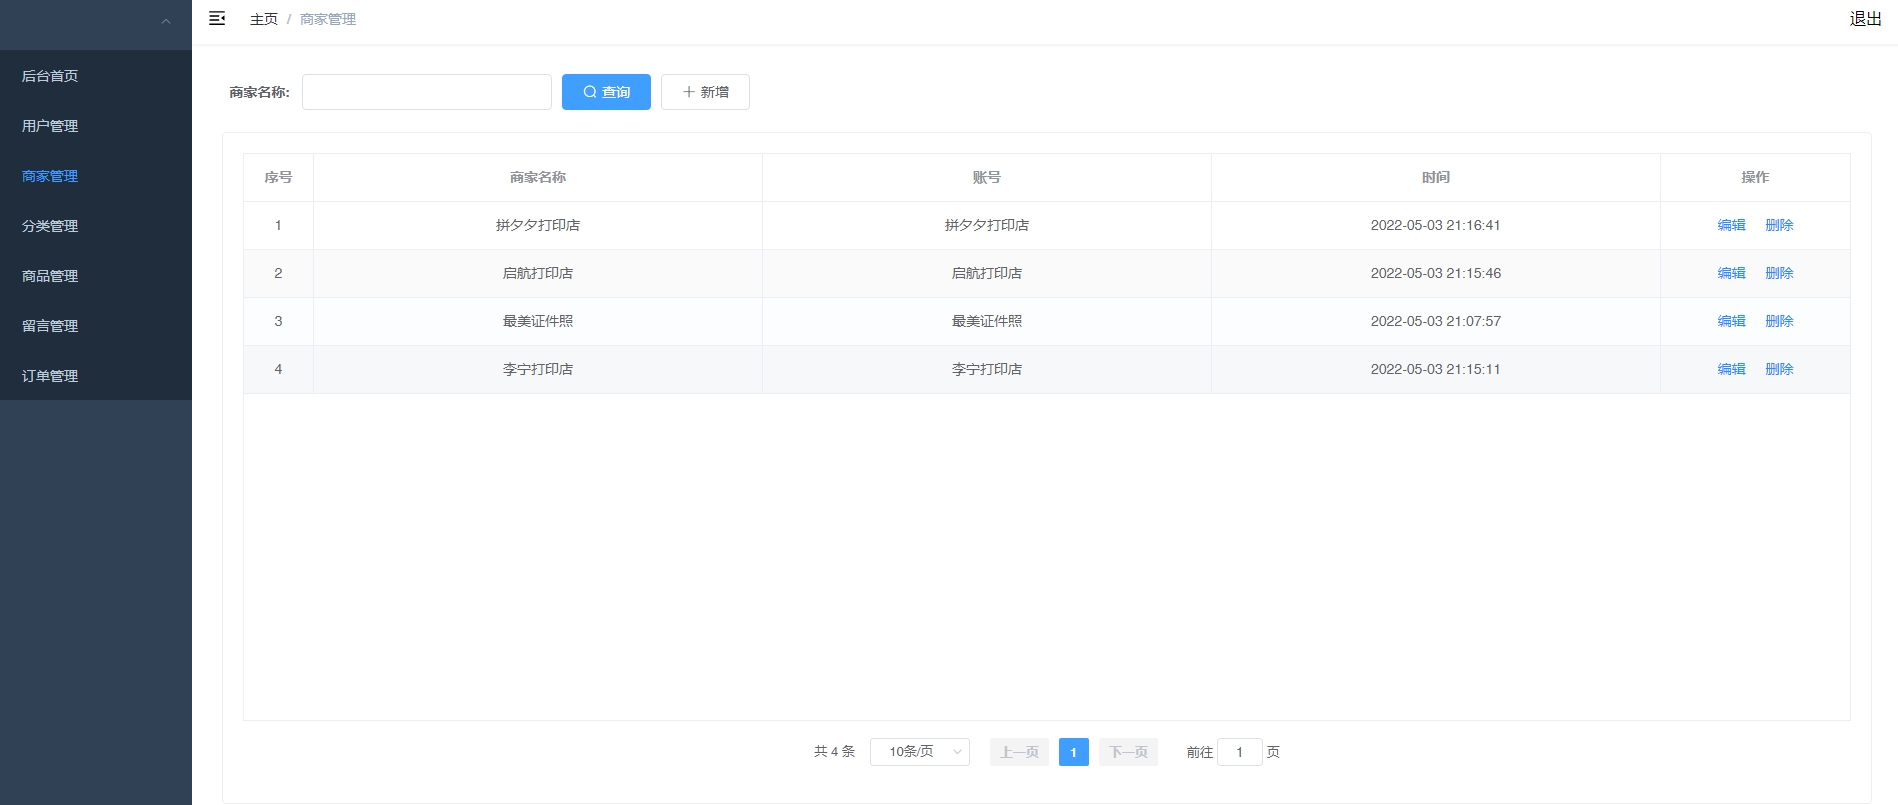 主页 / 商家管理
退出
后台首页
用户管理
商家管理
分类管理
商品管理
留言管理
订单管理
商家名称: 查询 新增
序号 商家名称 账号 时间 操作
1 拼夕夕打印店 拼夕夕打印店 2022-05-03 21:16:41 编辑 删除
2 启航打印店 启航打印店 2022-05-03 21:15:46 编辑 删除
3 最美证件照 最美证件照 2022-05-03 21:07:57 编辑 删除
4 李宁打印店 李宁打印店 2022-05-03 21:15:11 编辑 删除
共 4 条 10条/页 上一页 1 下一页 前往 1 页